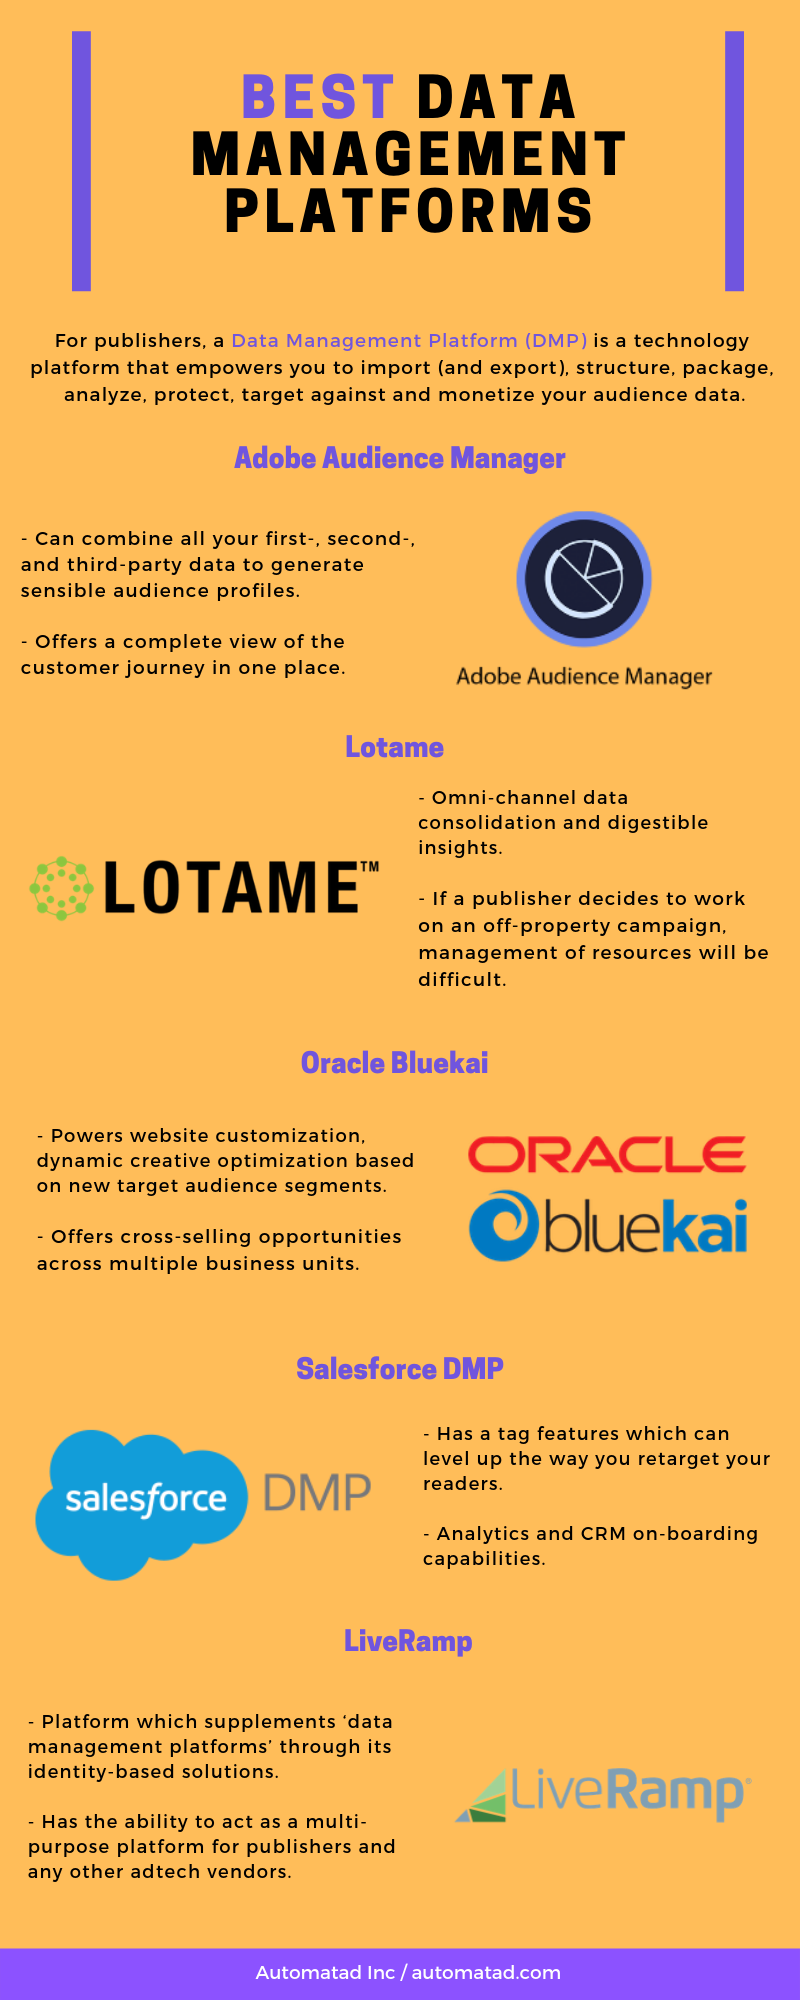 BEST DATA
MANAGEMENT
PLATFORMS
For publishers, a Data Management Platform (DMP) is a technology
platform that empowers you to import (and export), structure, package,
analyze, protect, target against and monetize your audience data.
Adobe Audience Manager
- Can combine all your first-, second-,
and third-party data to generate
sensible audience profiles.
- Offers a complete view of the
customer journey in one place.
Adobe Audience Manager
Lotame
LOTAME™
- Omni-channel data
consolidation and digestible
insights.
- If a publisher decides to work
on an off-property campaign,
management of resources will be
difficult.
Oracle Bluekai
- Powers website customization,
dynamic creative optimization based
on new target audience segments.
- Offers cross-selling opportunities
across multiple business units.
ORACLE
bluekai
Salesforce DMP
salesforce DMP
- Has a tag features which can
level up the way you retarget your
readers.
- Analytics and CRM on-boarding
capabilities.
LiveRamp
- Platform which supplements ‘data
management platforms’ through its
identity-based solutions.
- Has the ability to act as a multi-
purpose platform for publishers and
any other adtech vendors.
LiveRamp®
Automatad Inc / automatad.com